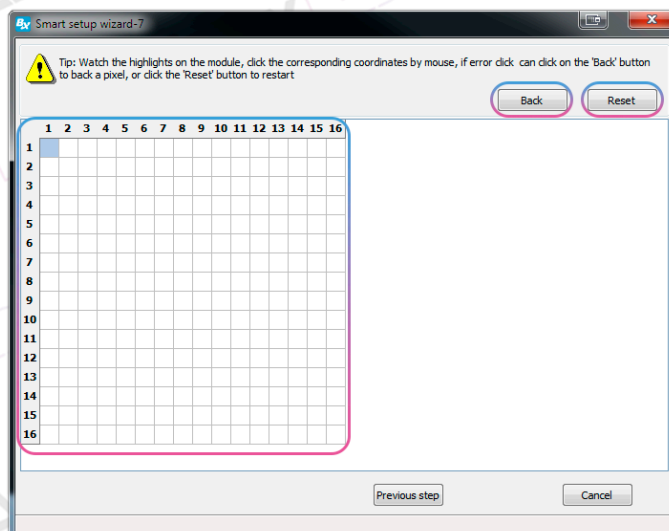 BX Smart setup wizard-7
Tip: Watch the highlights on the module, click the corresponding coordinates by mouse, if error click can click on the 'Back' button
to back a pixel, or click the 'Reset' button to restart
Back Reset
1 2 3 4 5 6 7 8 9 10 11 12 13 14 15 16
1
2
3
4
5
6
7
8
9
10
11
12
13
14
15
16
Previous step Cancel